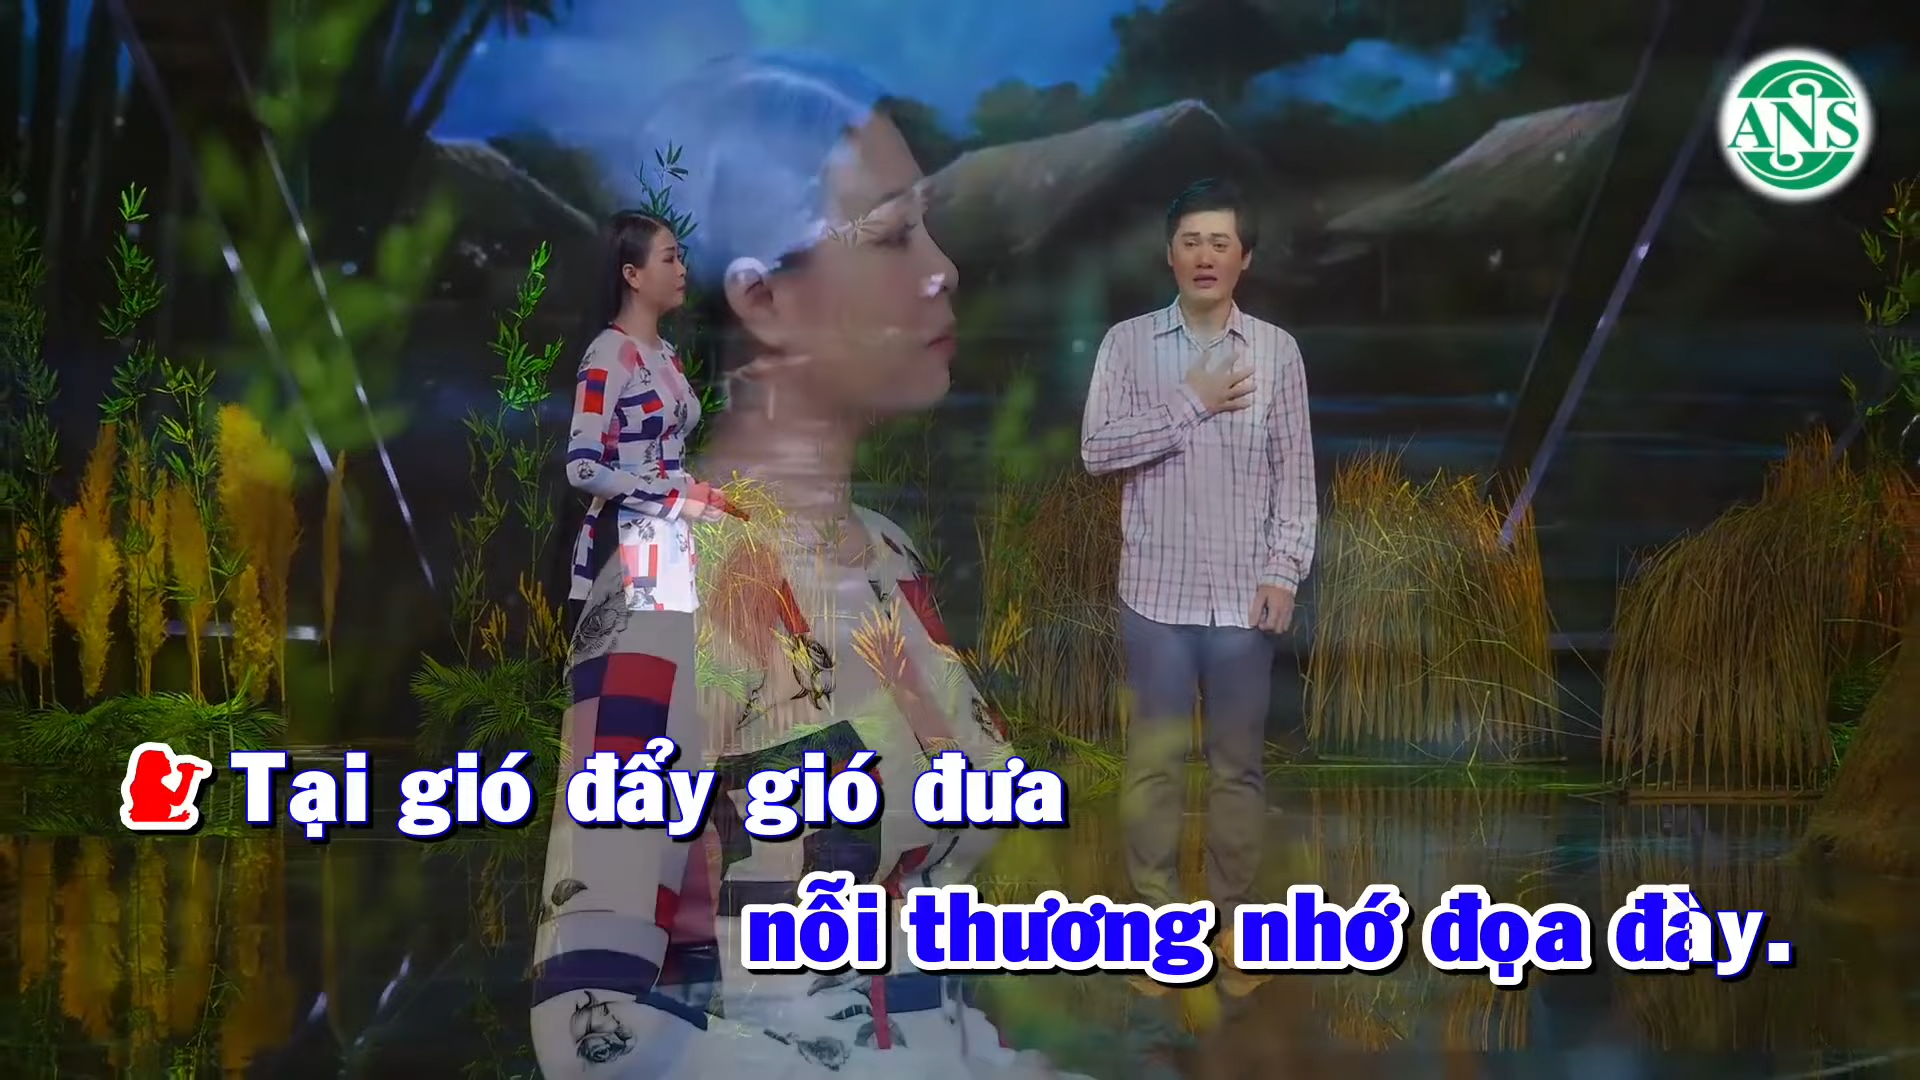 ANS
Tại gió đẩy gió đưa
nỗi thương nhớ đọa đày.